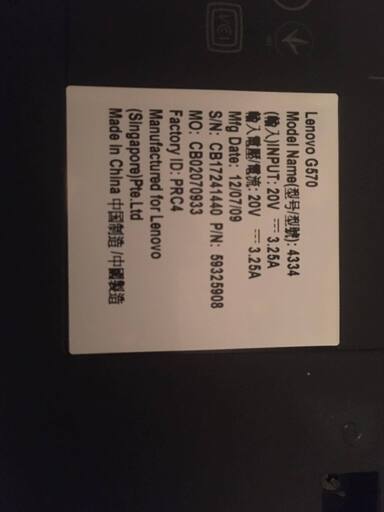 Lenovo G570
Model Name(型号/型號): 4334
(輸入)INPUT: 20V ⎓ 3.25A
輸入電壓/電流: 20V ⎓ 3.25A
Mfg Date: 12/07/09
S/N: CB17241440 P/N: 59325908
MO: CB02070933
Factory ID: PRC4
Manufactured for Lenovo
(Singapore)Pte.Ltd
Made in China 中国制造 /中國製造